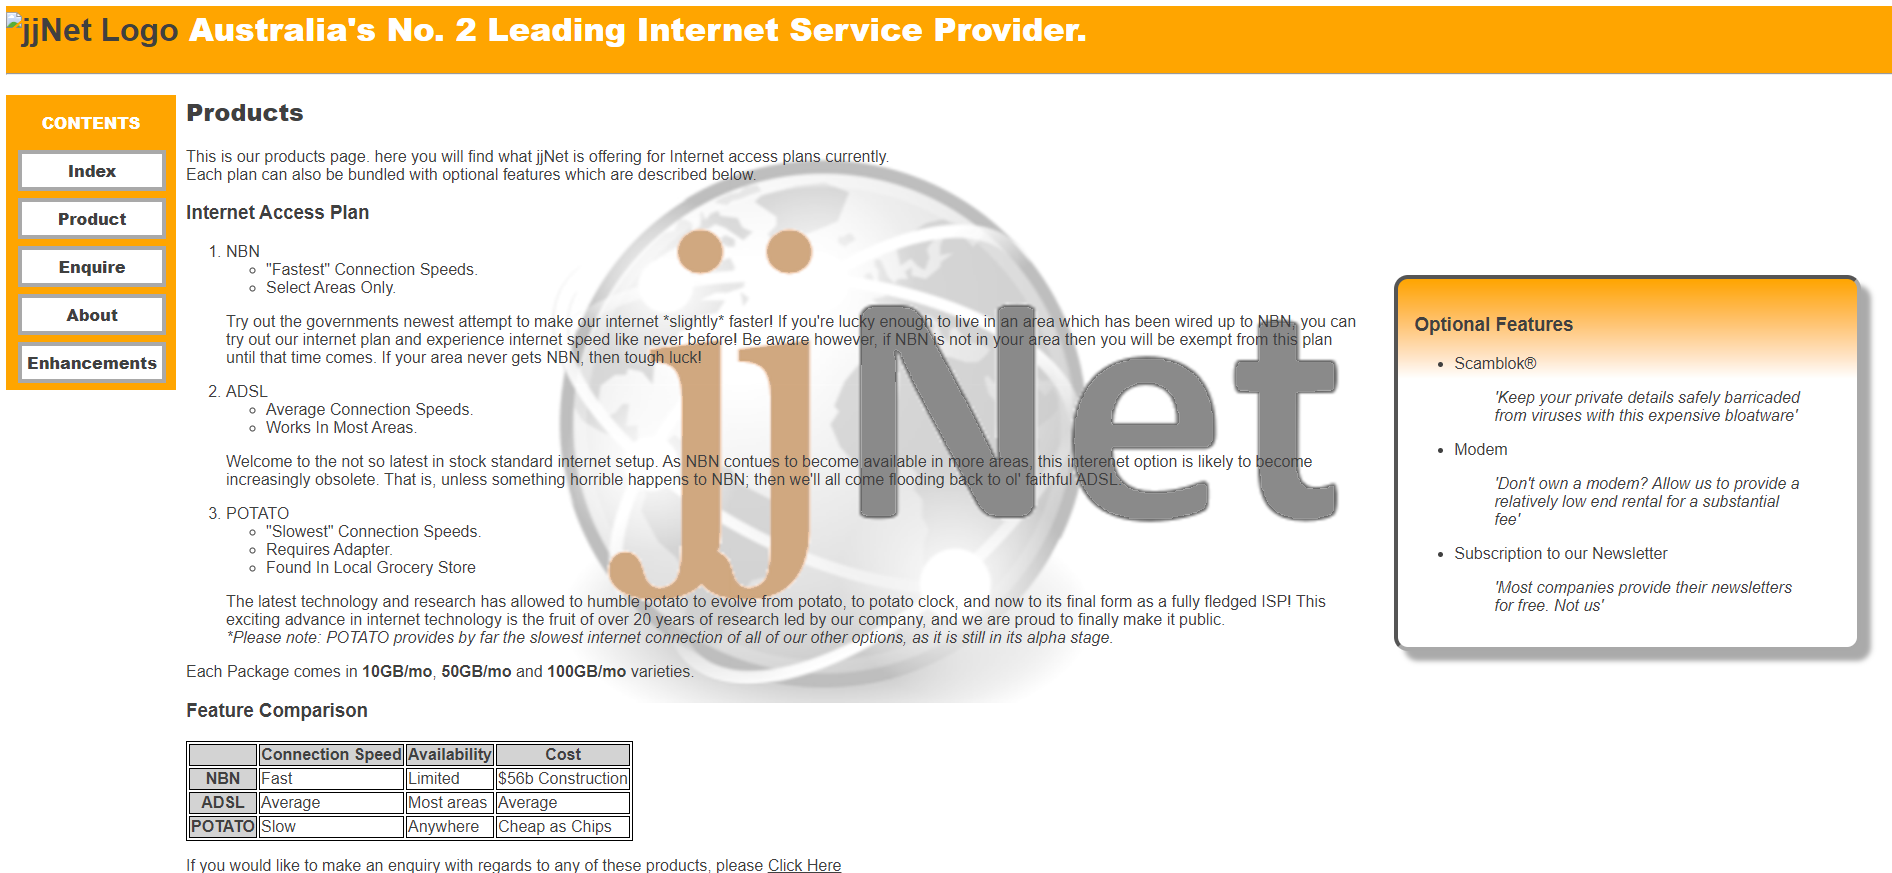 jjNet Logo Australia's No. 2 Leading Internet Service Provider.
CONTENTS
Index
Product
Enquire
About
Enhancements
Products
This is our products page. here you will find what jjNet is offering for Internet access plans currently.
Each plan can also be bundled with optional features which are described below.
Internet Access Plan
1. NBN
"Fastest" Connection Speeds.
Select Areas Only.
Try out the governments newest attempt to make our internet *slightly* faster! If you're lucky enough to live in an area which has been wired up to NBN, you can
try out our internet plan and experience internet speed like never before! Be aware however, if NBN is not in your area then you will be exempt from this plan
until that time comes. If your area never gets NBN, then tough luck!
2. ADSL
Average Connection Speeds.
Works In Most Areas.
Welcome to the not so latest in stock standard internet setup. As NBN contues to become available in more areas, this interenet option is likely to become
increasingly obsolete. That is, unless something horrible happens to NBN; then we'll all come flooding back to ol' faithful ADSL.
3. POTATO
"Slowest" Connection Speeds.
Requires Adapter.
Found In Local Grocery Store
The latest technology and research has allowed to humble potato to evolve from potato, to potato clock, and now to its final form as a fully fledged ISP! This
exciting advance in internet technology is the fruit of over 20 years of research led by our company, and we are proud to finally make it public.
*Please note: POTATO provides by far the slowest internet connection of all of our other options, as it is still in its alpha stage.
Each Package comes in 10GB/mo, 50GB/mo and 100GB/mo varieties.
jjNet
Feature Comparison
Connection Speed Availability Cost
NBN Fast Limited $56b Construction
ADSL Average Most areas Average
POTATO Slow Anywhere Cheap as Chips
If you would like to make an enquiry with regards to any of these products, please Click Here
Optional Features
Scamblok®
'Keep your private details safely barricaded
from viruses with this expensive bloatware'
Modem
'Don't own a modem? Allow us to provide a
relatively low end rental for a substantial
fee'
Subscription to our Newsletter
'Most companies provide their newsletters
for free. Not us'